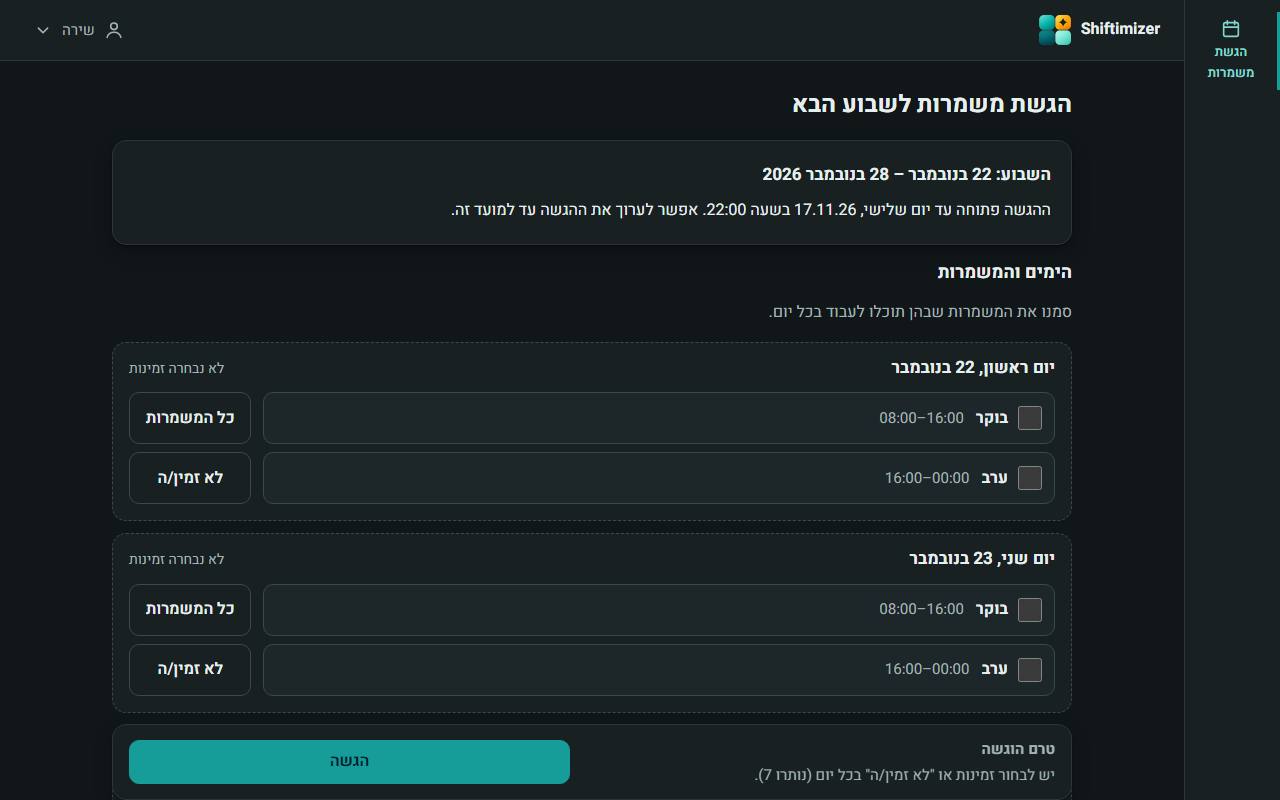 Shiftimizer
שירה
הגשת
משמרות
הגשת משמרות לשבוע הבא
השבוע: 22 בנובמבר – 28 בנובמבר 2026
ההגשה פתוחה עד יום שלישי, 17.11.26 בשעה 22:00. אפשר לערוך את ההגשה עד למועד זה.
הימים והמשמרות
סמנו את המשמרות שבהן תוכלו לעבוד בכל יום.
יום ראשון, 22 בנובמבר
לא נבחרה זמינות
בוקר 08:00–16:00
כל המשמרות
ערב 16:00–00:00
לא זמין/ה
יום שני, 23 בנובמבר
לא נבחרה זמינות
בוקר 08:00–16:00
כל המשמרות
ערב 16:00–00:00
לא זמין/ה
טרם הוגשה
יש לבחור זמינות או "לא זמין/ה" בכל יום (נותרו 7).
הגשה